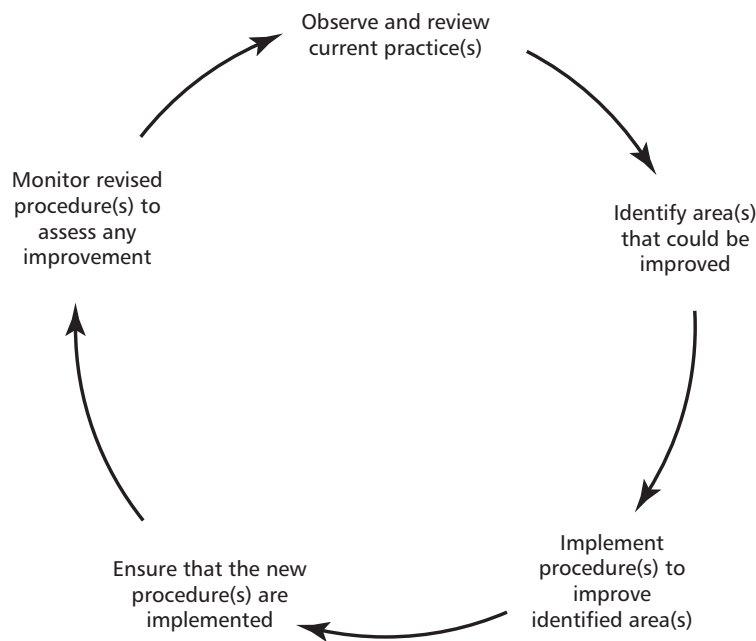 Observe and review
current practice(s)
Identify area(s)
that could be
improved
Implement
procedure(s) to
improve
identified area(s)
Ensure that the new
procedure(s) are
implemented
Monitor revised
procedure(s) to
assess any
improvement